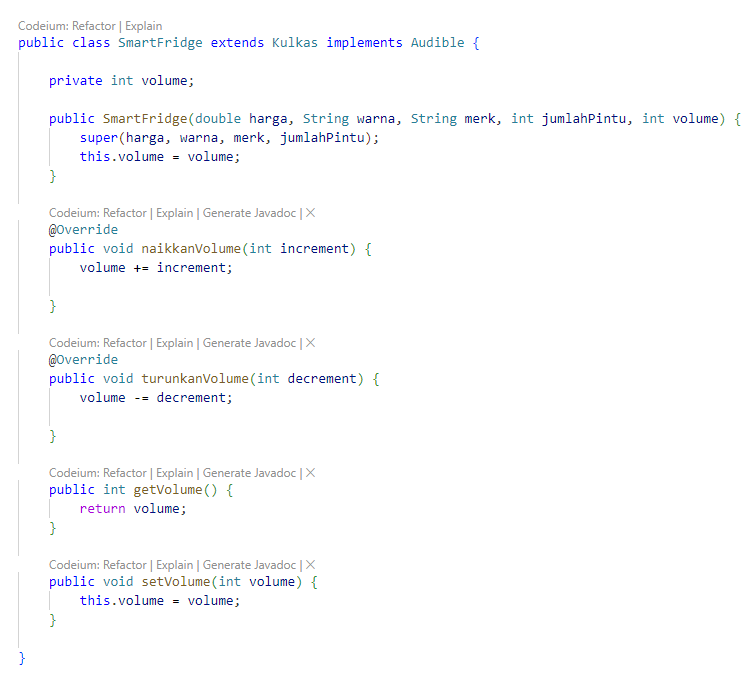 Codeium: Refactor | Explain
public class SmartFridge extends Kulkas implements Audible {
private int volume;
public SmartFridge(double harga, String warna, String merk, int jumlahPintu, int volume) {
super(harga, warna, merk, jumlahPintu);
this.volume = volume;
}
Codeium: Refactor | Explain | Generate Javadoc | ×
@Override
public void naikkanVolume(int increment) {
volume += increment;
}
Codeium: Refactor | Explain | Generate Javadoc | ×
@Override
public void turunkanVolume(int decrement) {
volume -= decrement;
}
Codeium: Refactor | Explain | Generate Javadoc | ×
public int getVolume() {
return volume;
}
Codeium: Refactor | Explain | Generate Javadoc | ×
public void setVolume(int volume) {
this.volume = volume;
}
}